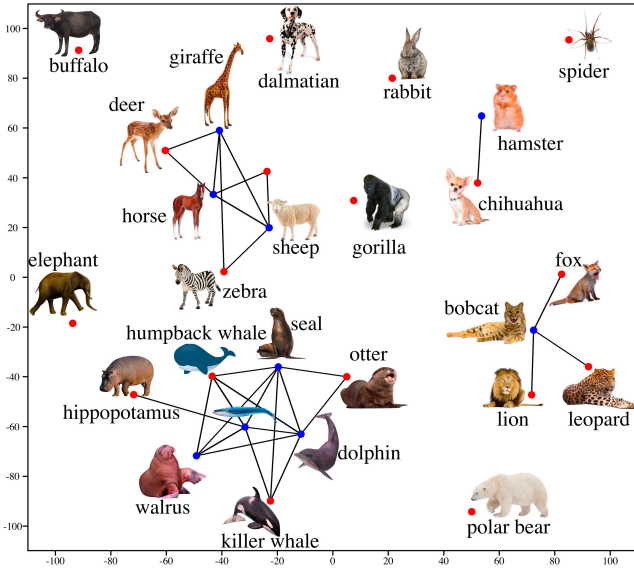 buffalo
giraffe
dalmatian
rabbit
spider
deer
hamster
chihuahua
horse
sheep
gorilla
elephant
zebra
fox
bobcat
humpback whale
seal
otter
hippopotamus
lion
leopard
dolphin
walrus
killer whale
polar bear
100
80
60
40
20
0
-20
-40
-60
-80
-100
-100 -80 -60 -40 -20 0 20 40 60 80 100